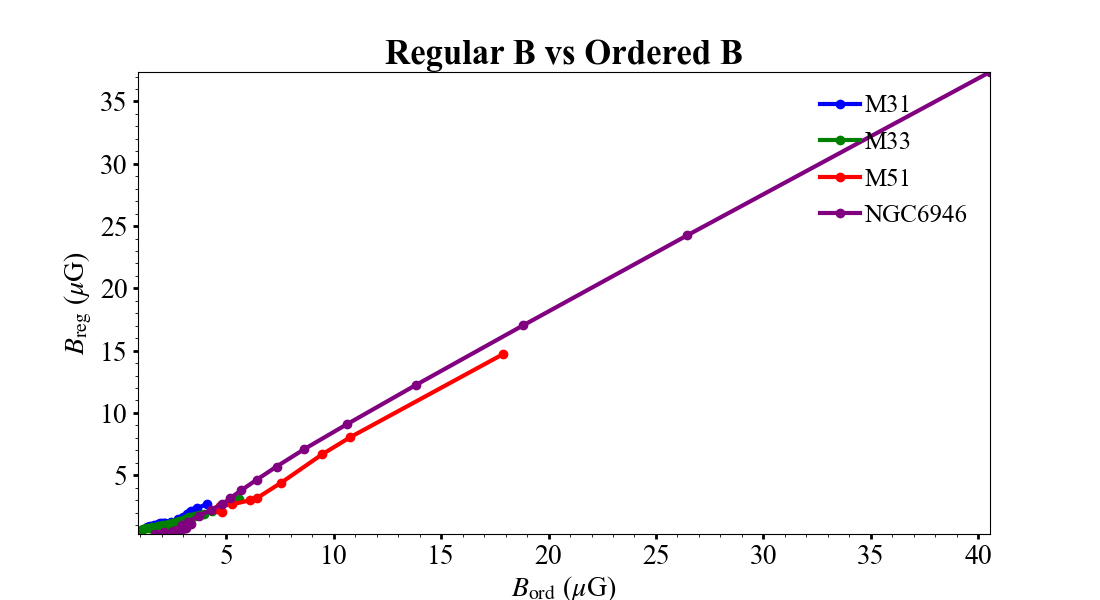 Regular B vs Ordered B
35
30
25
20
15
10
5
B_reg (μG)
M31
M33
M51
NGC6946
5 10 15 20 25 30 35 40
B_ord (μG)